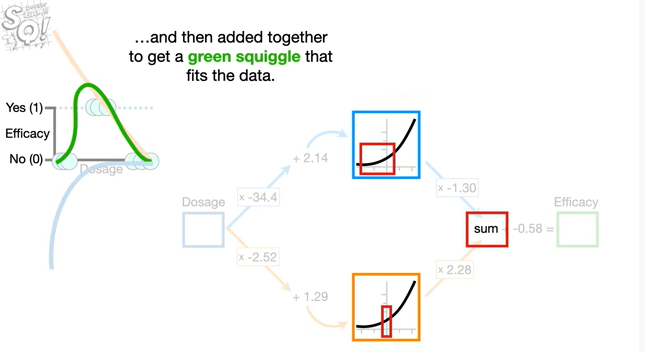 SQ!
...and then added together
to get a green squiggle that
fits the data.
Yes (1)
Efficacy
No (0)
Dosage
+ 2.14
x -34.4
x -1.30
Dosage
Efficacy
sum
-0.58 =
x -2.52
x 2.28
+ 1.29